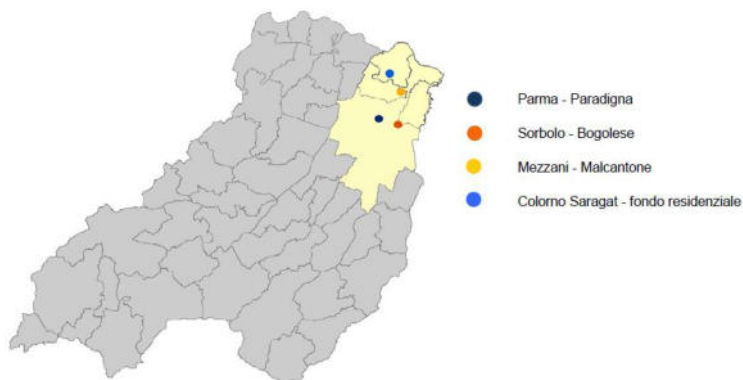 Parma - Paradigna
Sorbolo - Bogolese
Mezzani - Malcantone
Colorno Saragat - fondo residenziale